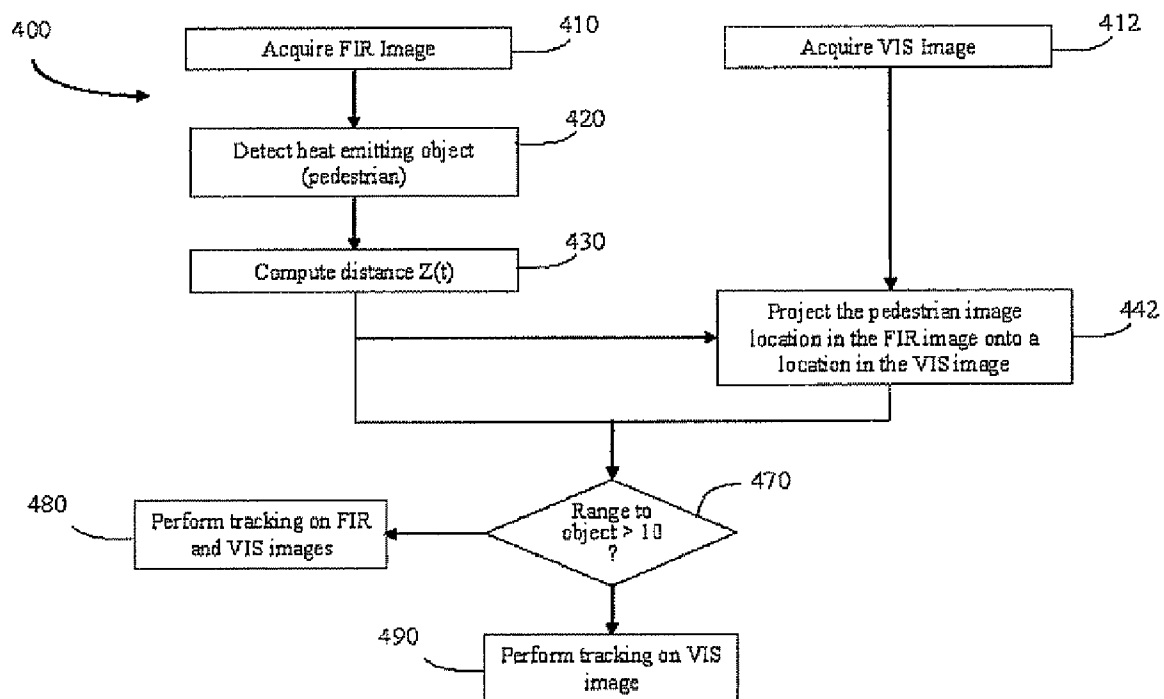 400
Acquire FIR Image
410
Acquire VIS Image
412
Detect heat emitting object
(pedestrian)
420
Compute distance Z(t)
430
Project the pedestrian image
location in the FIR image onto a
location in the VIS image
442
Range to
object > 10
?
470
480
Perform tracking on FIR
and VIS images
490
Perform tracking on VIS
image